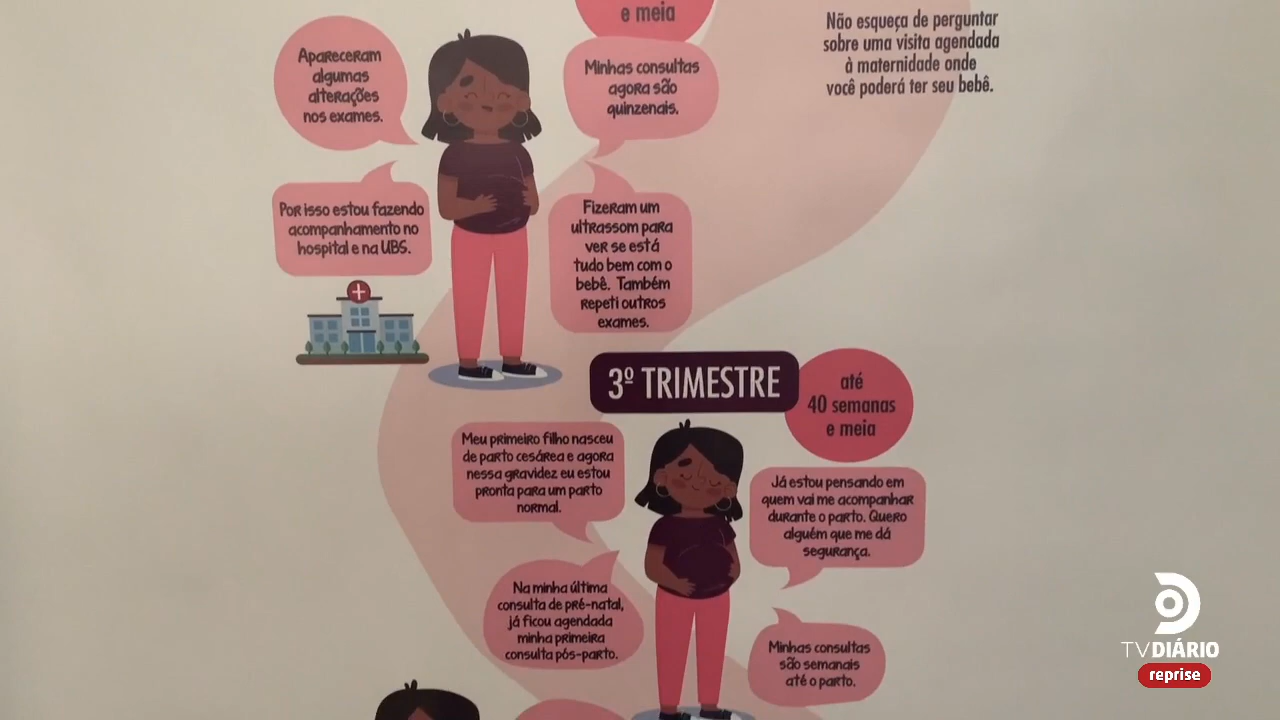 e meia
Apareceram
algumas
alterações
nos exames.
Minhas consultas
agora são
quinzenais.
Não esqueça de perguntar
sobre uma visita agendada
à maternidade onde
você poderá ter seu bebê.
Por isso estou fazendo
acompanhamento no
hospital e na UBS.
Fizeram um
ultrassom para
ver se está
tudo bem com o
bebê. Também
repeti outros
exames.
3º TRIMESTRE
até
40 semanas
e meia
Meu primeiro filho nasceu
de parto cesárea e agora
nessa gravidez eu estou
pronta para um parto
normal.
Já estou pensando em
quem vai me acompanhar
durante o parto. Quero
alguém que me dá
segurança.
Na minha última
consulta de pré-natal,
já ficou agendada
minha primeira
consulta pós-parto.
Minhas consultas
são semanais
até o parto.
TV DIÁRIO
reprise